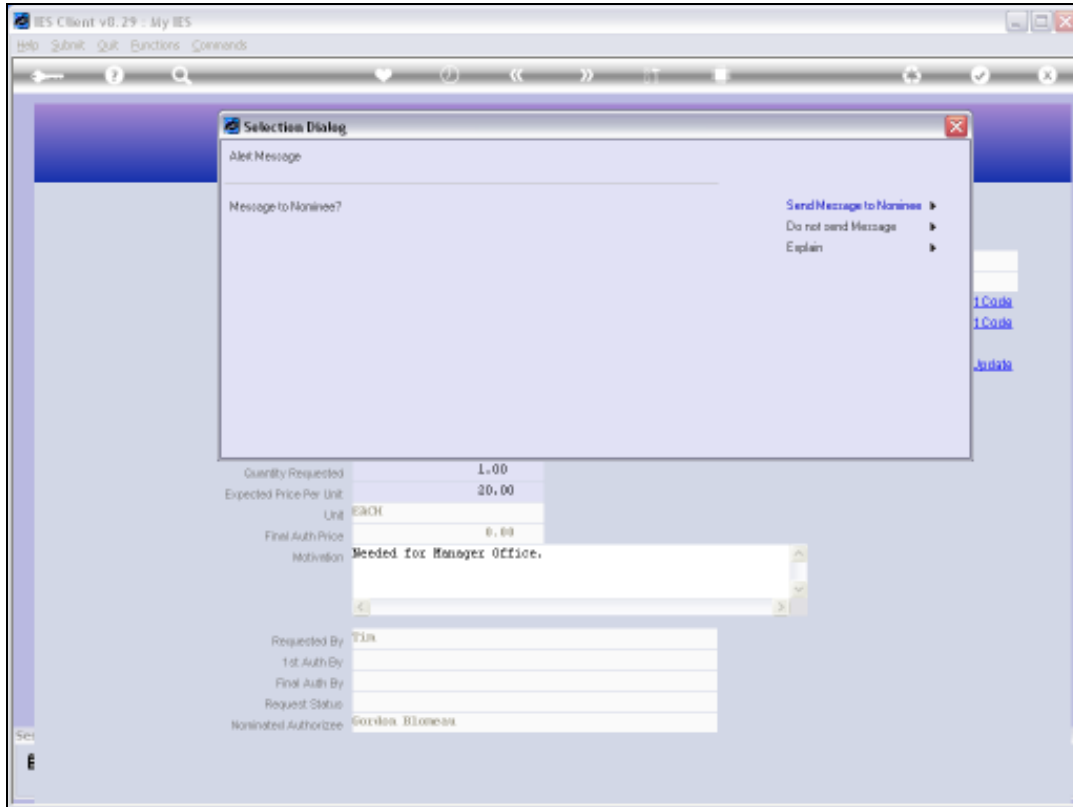 IES Client v8.29 : My IES
Help Submit Quit Functions Commands
Selection Dialog
Alert Message
Message to Nominee?
Send Message to Nominee
Do not send Message
Explain
t Code
t Code
Update
Quantity Requested 1.00
Expected Price Per Unit 20.00
Unit EACH
Final Auth Price 0.00
Motivation Needed for Manager Office.
Requested By Tim
1st Auth By
Final Auth By
Request Status
Nominated Authorizee Gordon Blomeau
Ses